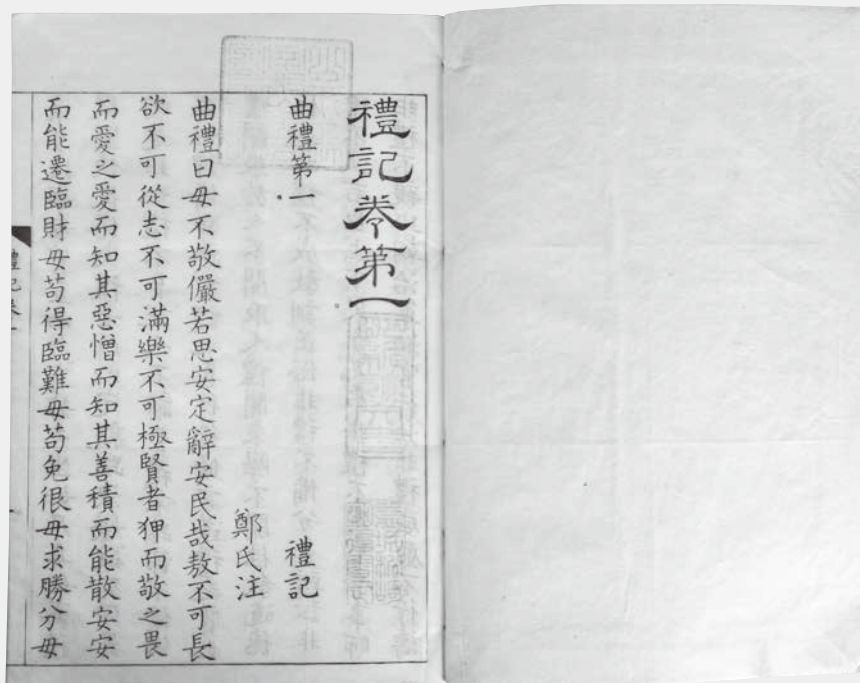 禮記卷第一
曲禮第一 禮記
鄭氏注
曲禮曰毋不敬儼若思安定辭安民哉敖不可長
欲不可從志不可滿樂不可極賢者狎而敬之畏
而愛之愛而知其惡憎而知其善積而能散安安
而能遷臨財毋苟得臨難毋苟免很毋求勝分毋
禮記卷一